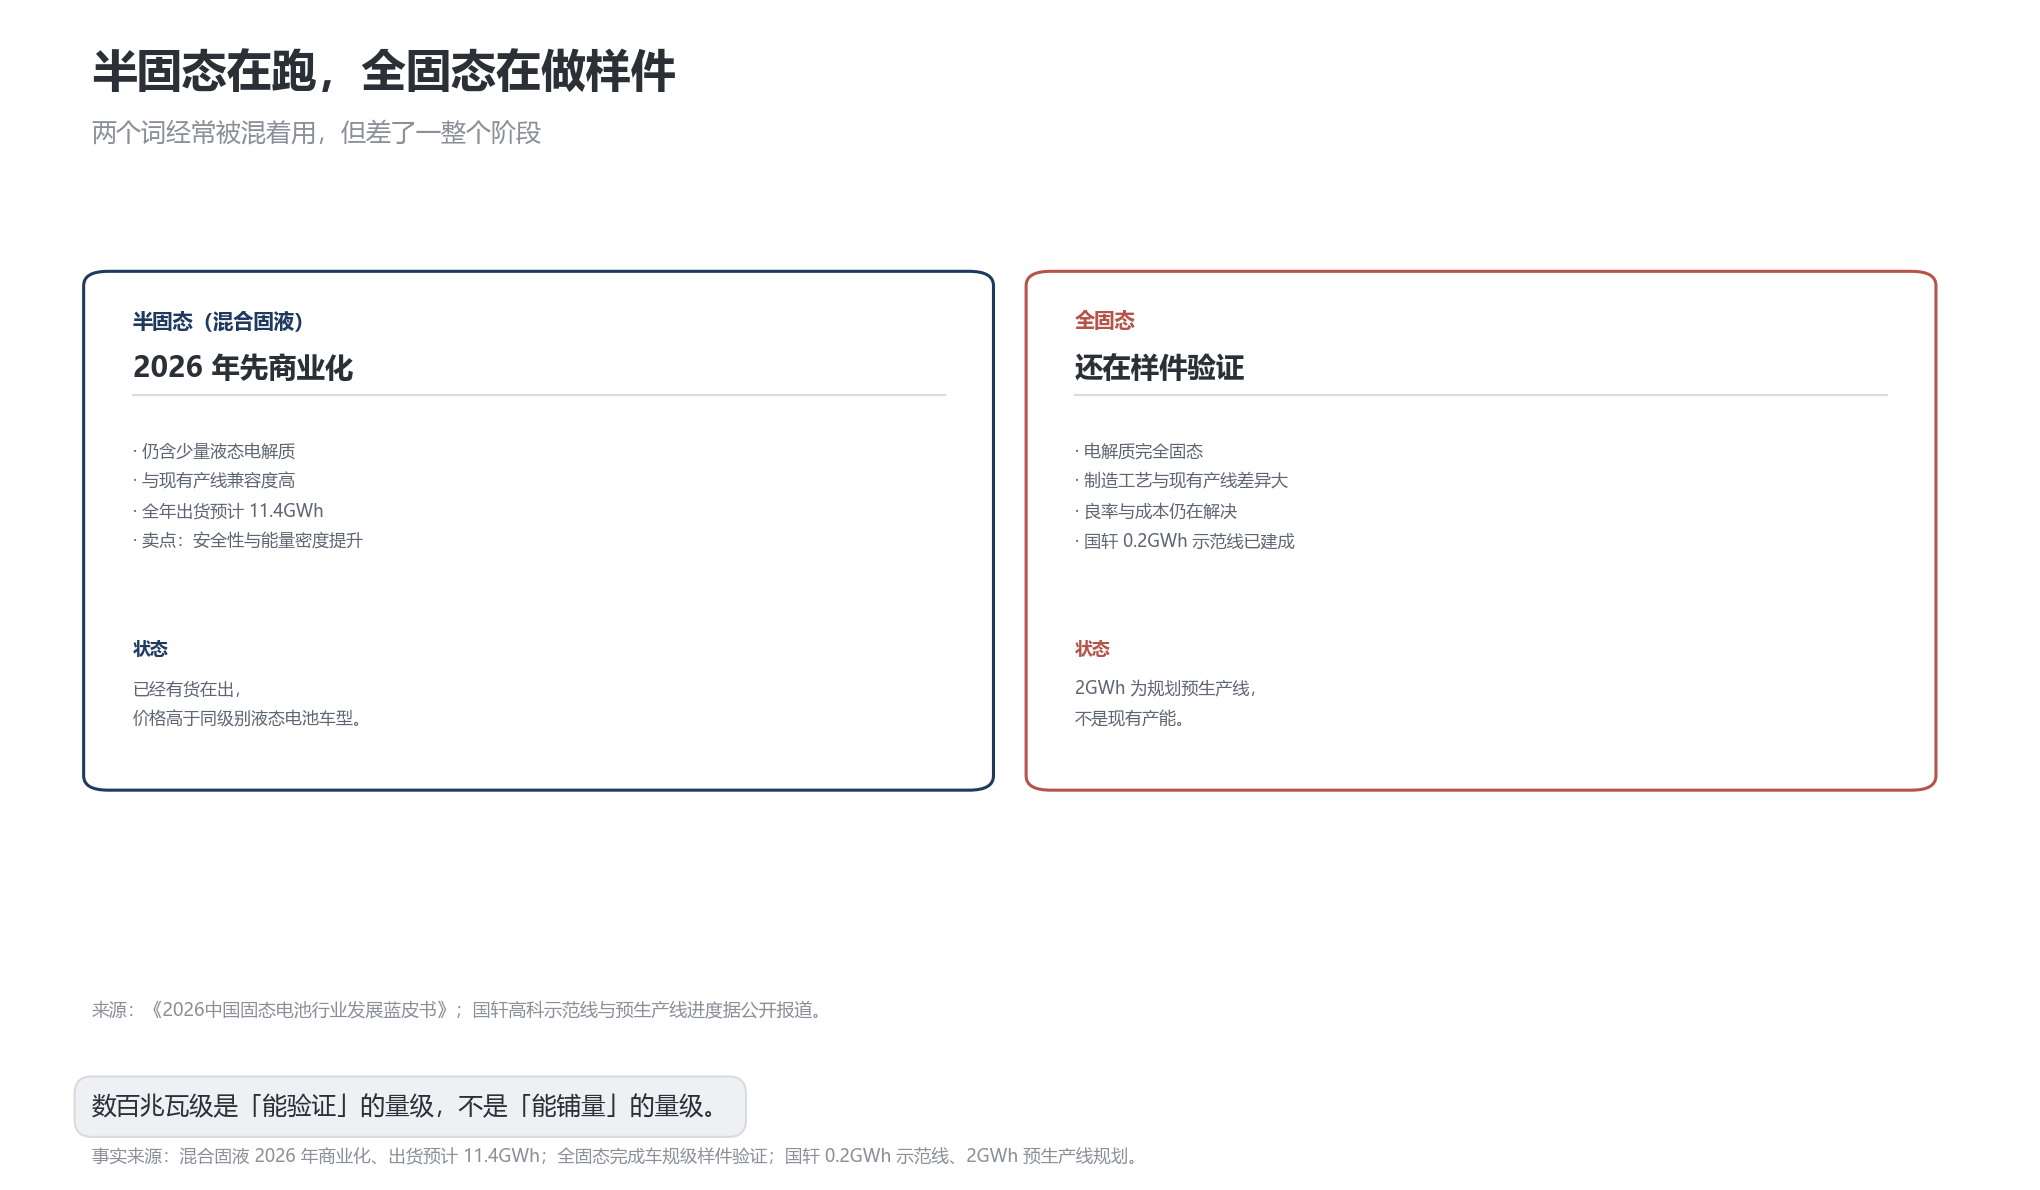 半固态在跑，全固态在做样件
两个词经常被混着用，但差了一整个阶段
半固态（混合固液）
2026 年先商业化
· 仍含少量液态电解质
· 与现有产线兼容度高
· 全年出货预计 11.4GWh
· 卖点：安全性与能量密度提升
状态
已经有货在出，
价格高于同级别液态电池车型。
全固态
还在样件验证
· 电解质完全固态
· 制造工艺与现有产线差异大
· 良率与成本仍在解决
· 国轩 0.2GWh 示范线已建成
状态
2GWh 为规划预生产线，
不是现有产能。
来源：《2026中国固态电池行业发展蓝皮书》；国轩高科示范线与预生产线进度据公开报道。
数百兆瓦级是「能验证」的量级，不是「能铺量」的量级。
事实来源：混合固液 2026 年商业化、出货预计 11.4GWh；全固态完成车规级样件验证；国轩 0.2GWh 示范线、2GWh 预生产线规划。